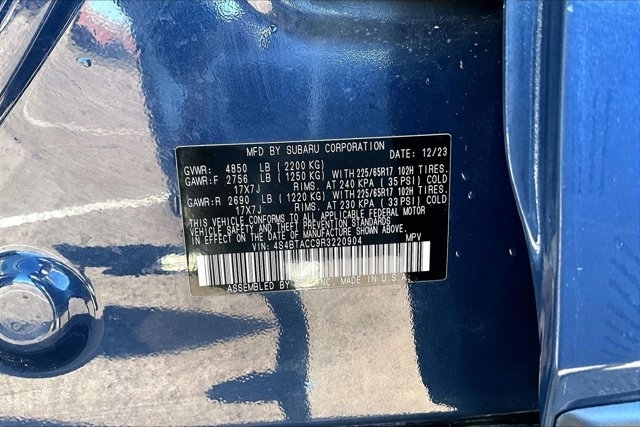 MFD BY SUBARU CORPORATION DATE: 12/23
GVWR: 4850 LB (2200 KG)
GAWR:F 2756 LB (1250 KG) WITH 225/65R17 102H TIRES.
17X7J RIMS. AT 240 KPA (35 PSI) COLD
GAWR:R 2690 LB (1220 KG) WITH 225/65R17 102H TIRES.
17X7J RIMS. AT 230 KPA (33 PSI) COLD
THIS VEHICLE CONFORMS TO ALL APPLICABLE FEDERAL MOTOR
VEHICLE SAFETY AND THEFT PREVENTION STANDARDS
IN EFFECT ON THE DATE OF MANUFACTURE SHOWN ABOVE.
VIN: 4S4BTACC9R3220904 MPV
ASSEMBLED BY INC. MADE IN U.S.